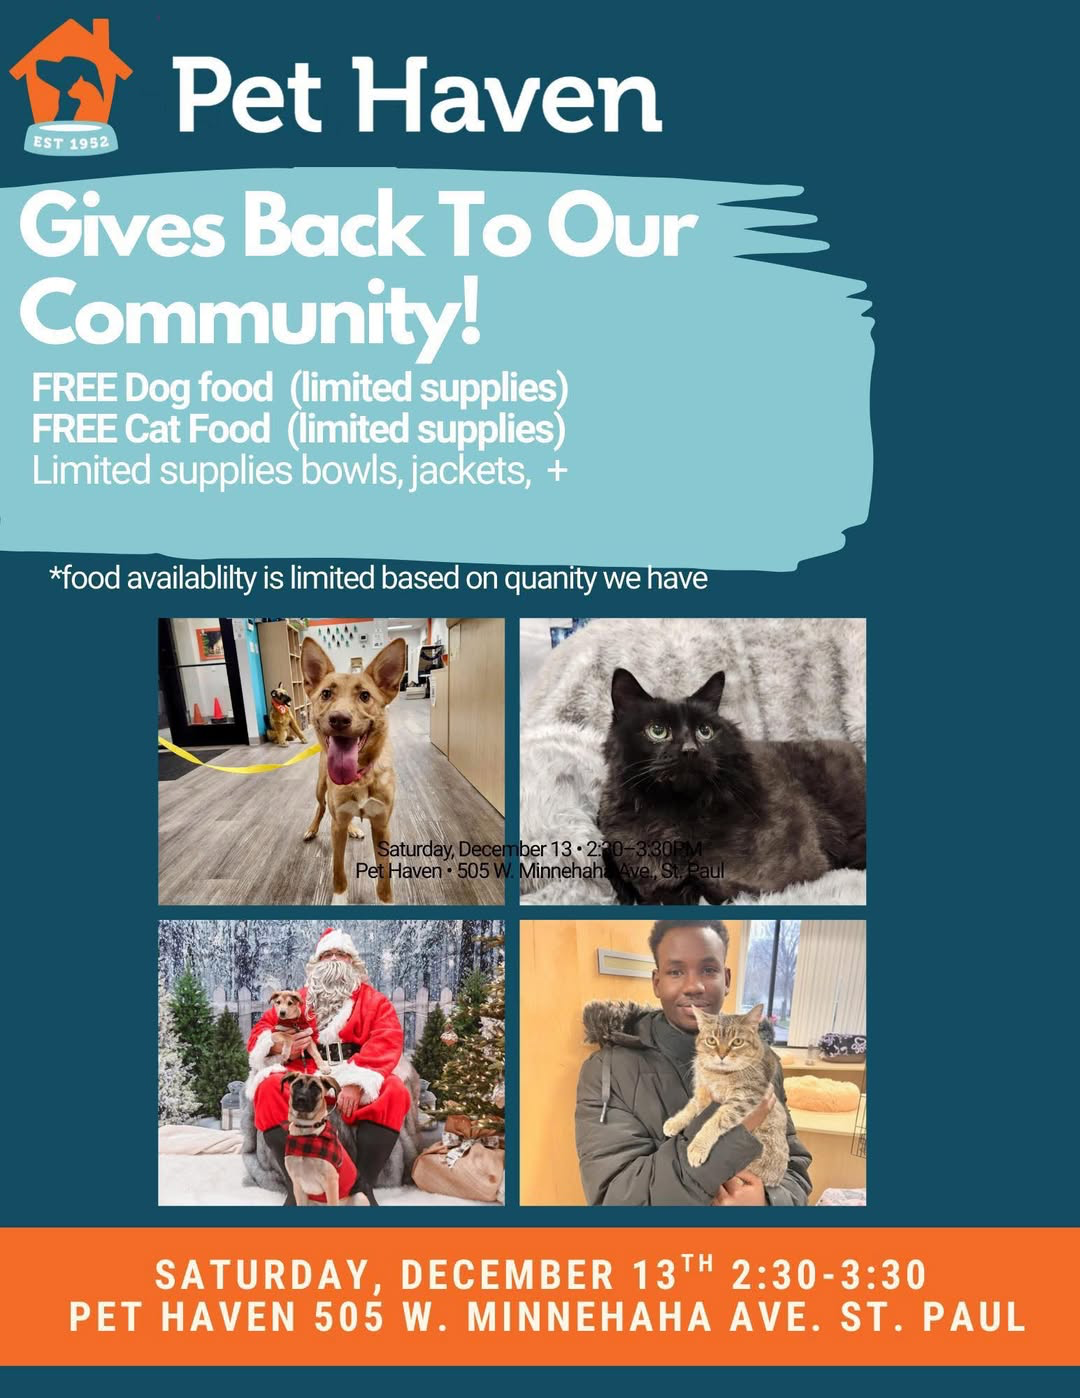 EST 1952
Pet Haven
Gives Back To Our
Community!
FREE Dog food (limited supplies)
FREE Cat Food (limited supplies)
Limited supplies bowls, jackets, +
*food availablilty is limited based on quanity we have
Saturday, December 13 • 2:30–3:30PM
Pet Haven • 505 W. Minnehaha Ave., St. Paul
SATURDAY, DECEMBER 13TH 2:30-3:30
PET HAVEN 505 W. MINNEHAHA AVE. ST. PAUL